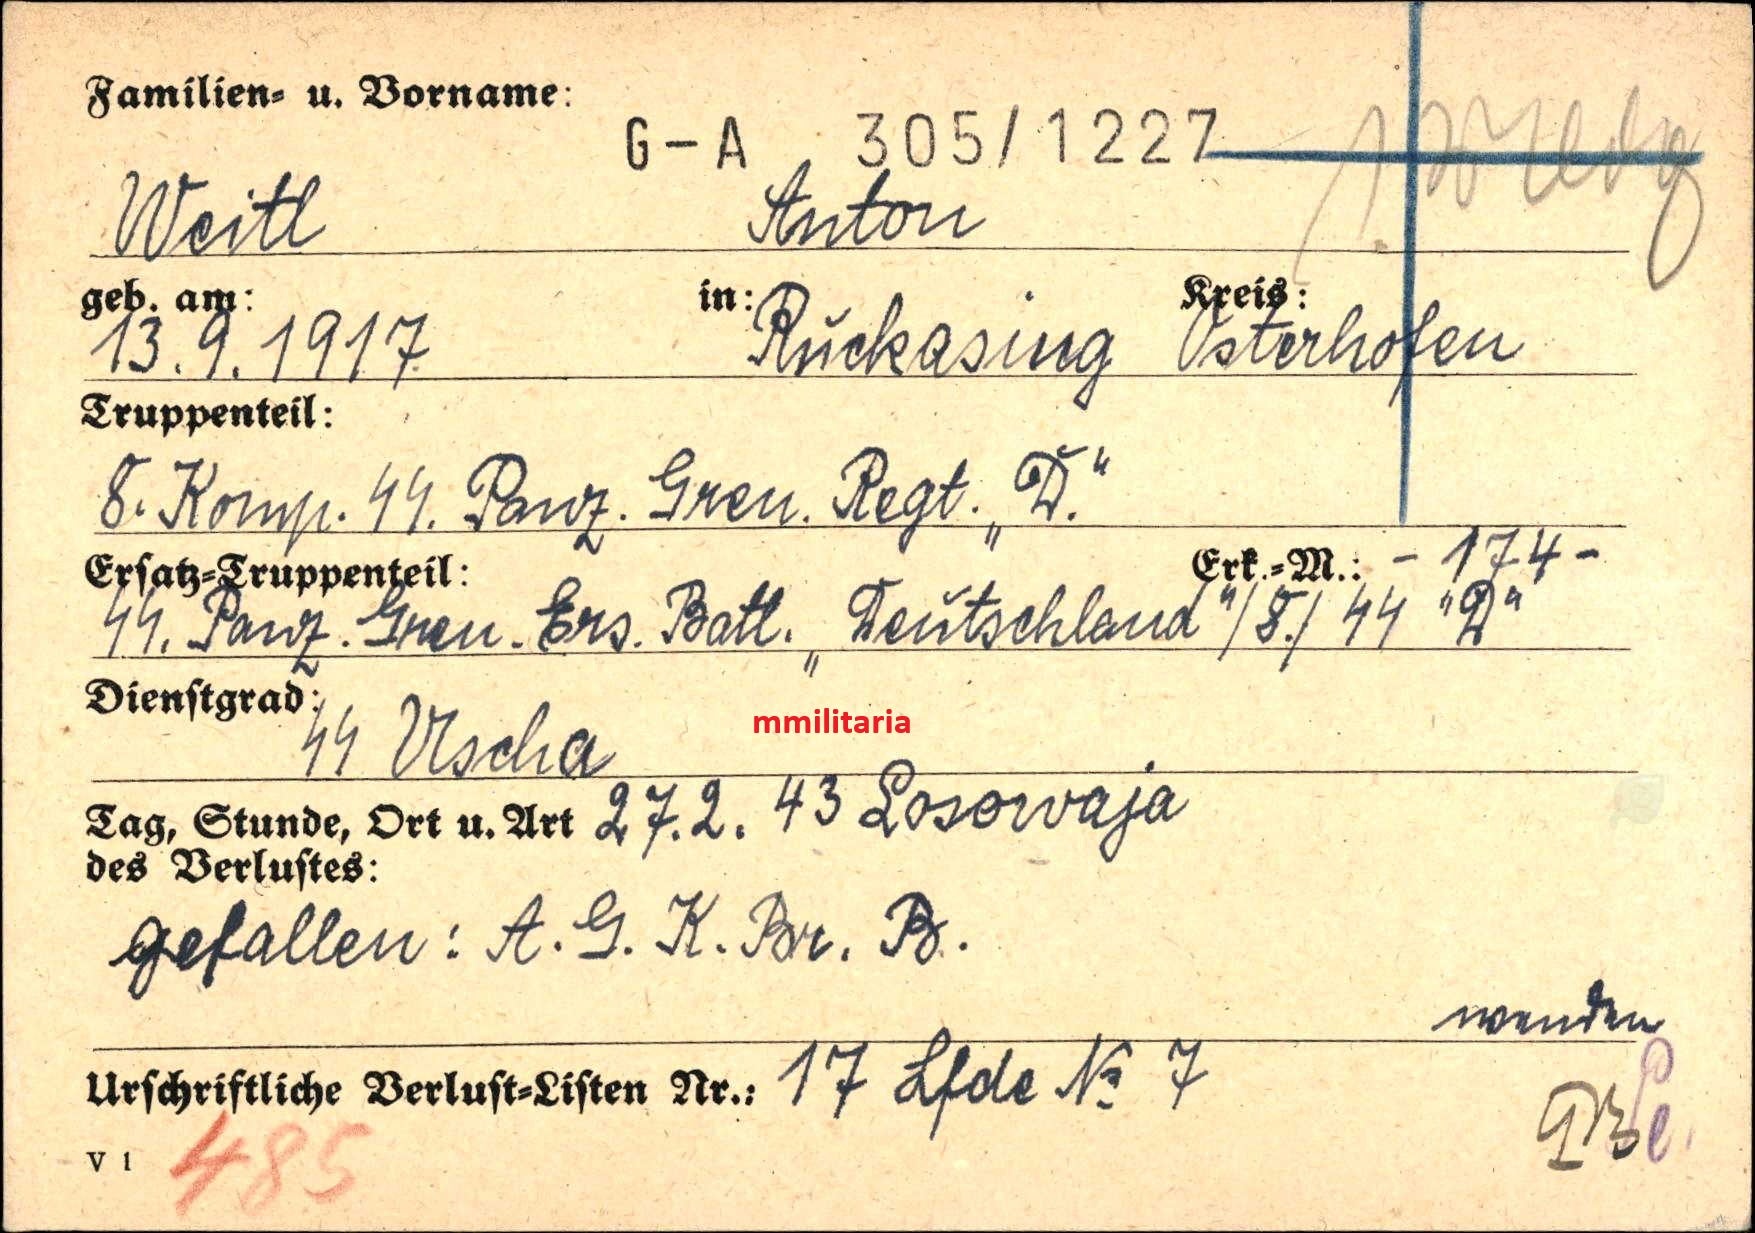 Familien- u. Vorname:
G-A 305/1227
Weitl Anton
geb. am: in: Kreis:
13.9.1917 Ruckasing Osterhofen
Truppenteil:
8. Komp. SS. Panz. Gren. Regt. „D."
Ersatz-Truppenteil: Erk.-M.: - 174 -
SS. Panz. Gren. Ers. Batl. „Deutschland"/8./SS "D"
Dienstgrad:
SS Uscha
mmilitaria
Tag, Stunde, Ort u. Art 27.2.43 Losowaja
des Verlustes:
gefallen: A. G. K. Br. B.
wenden
Urschriftliche Verlust-Listen Nr.: 17 Lfde No 7
V 1
485